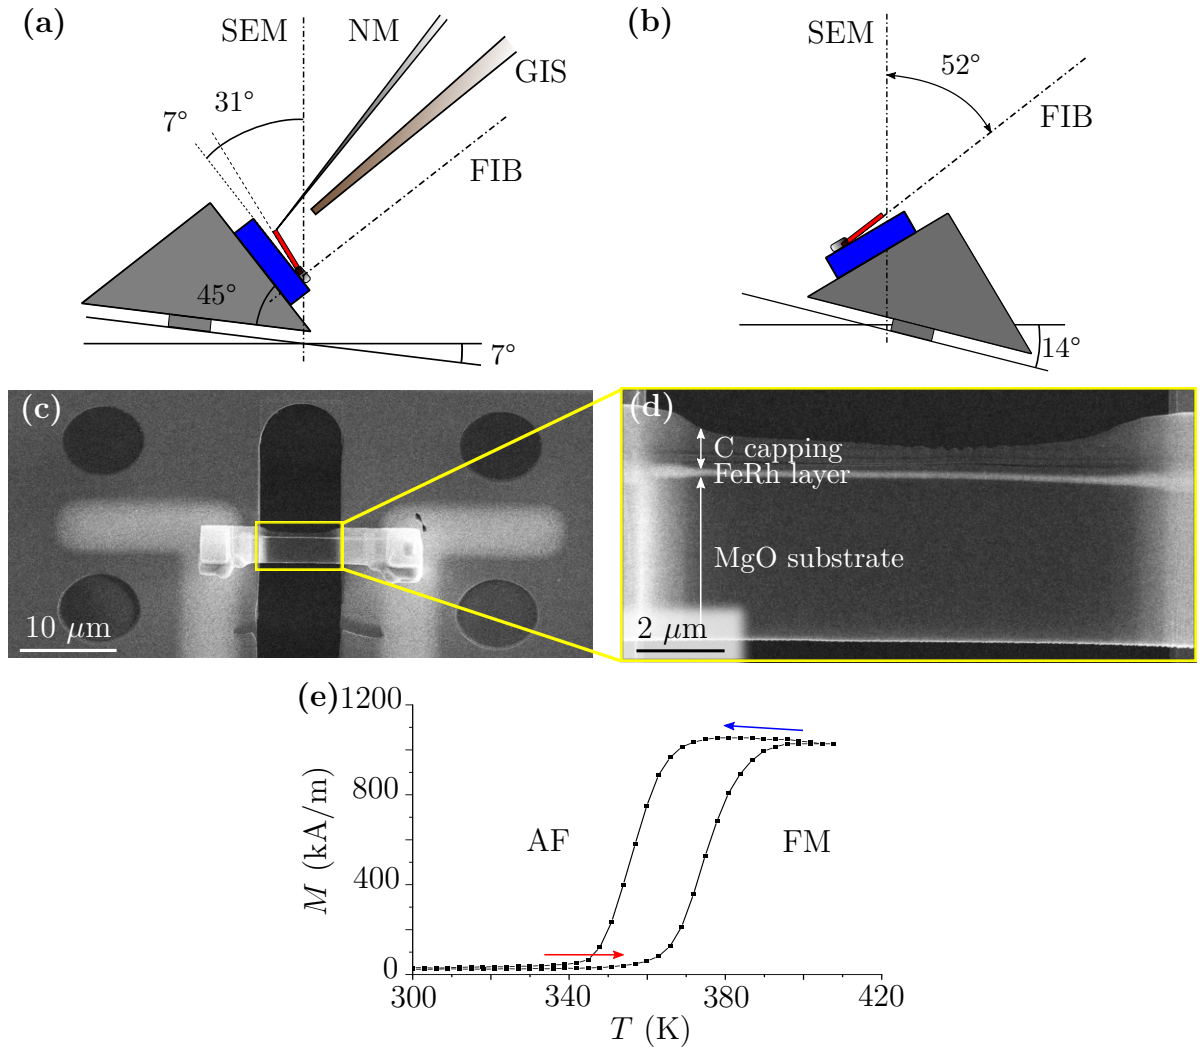 (a)
SEM
NM
GIS
31°
7°
FIB
45°
7°
(b)
SEM
52°
FIB
14°
(c)
10 μm
(d)
C capping
FeRh layer
MgO substrate
2 μm
(e)
1200
800
400
0
M (kA/m)
AF
FM
300
340
380
420
T (K)